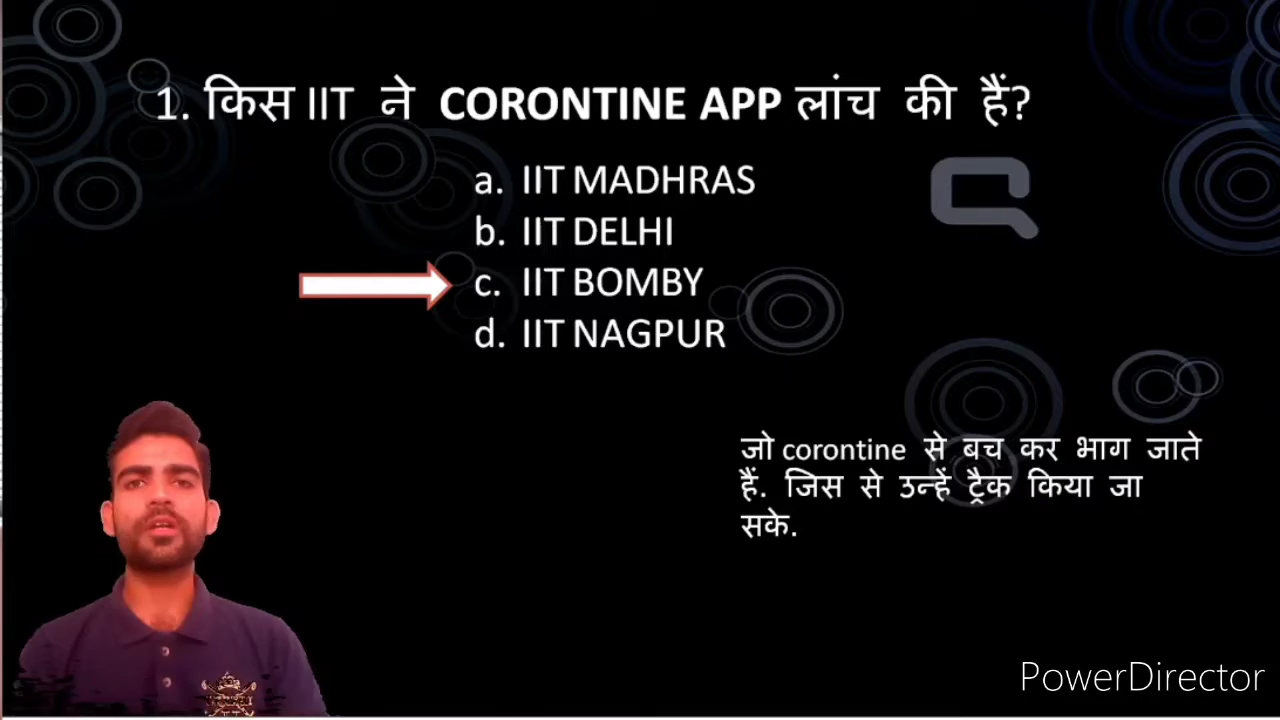 1. किस IIT ने CORONTINE APP लांच की हैं?
a. IIT MADHRAS
b. IIT DELHI
c. IIT BOMBY
d. IIT NAGPUR
जो corontine से बच कर भाग जाते
हैं. जिस से उन्हें ट्रैक किया जा
सके.
PowerDirector